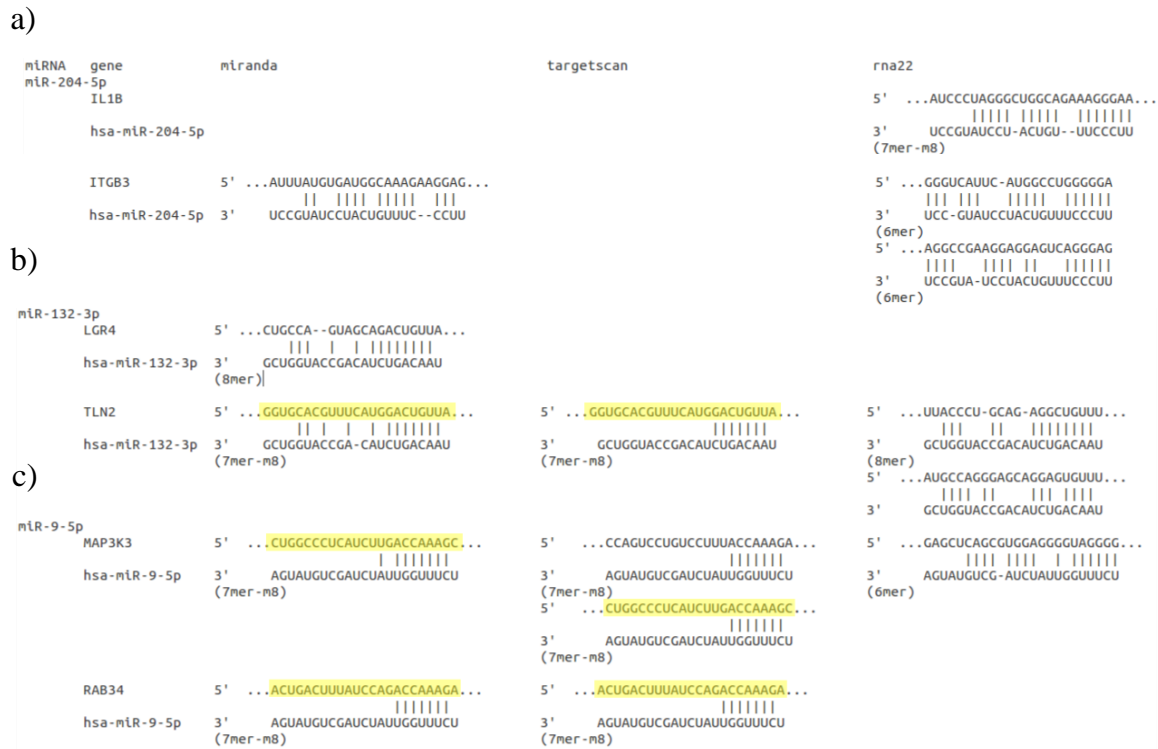 a)
miRNA gene miranda targetscan rna22
miR-204-5p
IL1B 5' ...AUCCCUAGGGCUGGCAGAAAGGGAA...
||||| ||||| |||||||
hsa-miR-204-5p 3' UCCGUAUCCU-ACUGU--UUCCCUU
(7mer-m8)
ITGB3 5' ...AUUUAUGUGAUGGCAAAGAAGGAG... 5' ...GGGUCAUUC-AUGGCCUGGGGGA
|| |||| ||||| ||| ||| ||| ||||| ||||||
hsa-miR-204-5p 3' UCCGUAUCCUACUGUUUC--CCUU 3' UCC-GUAUCCUACUGUUUCCCUU
(6mer)
5' ...AGGCCGAAGGAGGAGUCAGGGAG
|||| |||| || ||||||
3' UCCGUA-UCCUACUGUUUCCCUU
(6mer)
b)
miR-132-3p
LGR4 5' ...CUGCCA--GUAGCAGACUGUUA...
||| | | ||||||||
hsa-miR-132-3p 3' GCUGGUACCGACAUCUGACAAU
(8mer)
TLN2 5' ...GGUGCACGUUUCAUGGACUGUUA... 5' ...GGUGCACGUUUCAUGGACUGUUA... 5' ...UUACCCU-GCAG-AGGCUGUUU...
|| | | | ||||||| ||||||| ||| || ||||||||
hsa-miR-132-3p 3' GCUGGUACCGA-CAUCUGACAAU 3' GCUGGUACCGACAUCUGACAAU 3' GCUGGUACCGACAUCUGACAAU
(7mer-m8) (7mer-m8) (8mer)
5' ...AUGCCAGGGAGCAGGAGUGUUU...
|||| || ||| ||||
3' GCUGGUACCGACAUCUGACAAU
c)
miR-9-5p
MAP3K3 5' ...CUGGCCCUCAUCUUGACCAAAGC... 5' ...CCAGUCCUGUCCUUUACCAAAGA... 5' ...GAGCUCAGCGUGGAGGGGUAGGGG...
| ||||||| ||||||| |||| |||| | ||||||
hsa-miR-9-5p 3' AGUAUGUCGAUCUAUUGGUUUCU 3' AGUAUGUCGAUCUAUUGGUUUCU 3' AGUAUGUCG-AUCUAUUGGUUUCU
(7mer-m8) (7mer-m8) (6mer)
5' ...CUGGCCCUCAUCUUGACCAAAGC...
|||||||
3' AGUAUGUCGAUCUAUUGGUUUCU
(7mer-m8)
RAB34 5' ...ACUGACUUUAUCCAGACCAAAGA... 5' ...ACUGACUUUAUCCAGACCAAAGA...
||||||| |||||||
hsa-miR-9-5p 3' AGUAUGUCGAUCUAUUGGUUUCU 3' AGUAUGUCGAUCUAUUGGUUUCU
(7mer-m8) (7mer-m8)